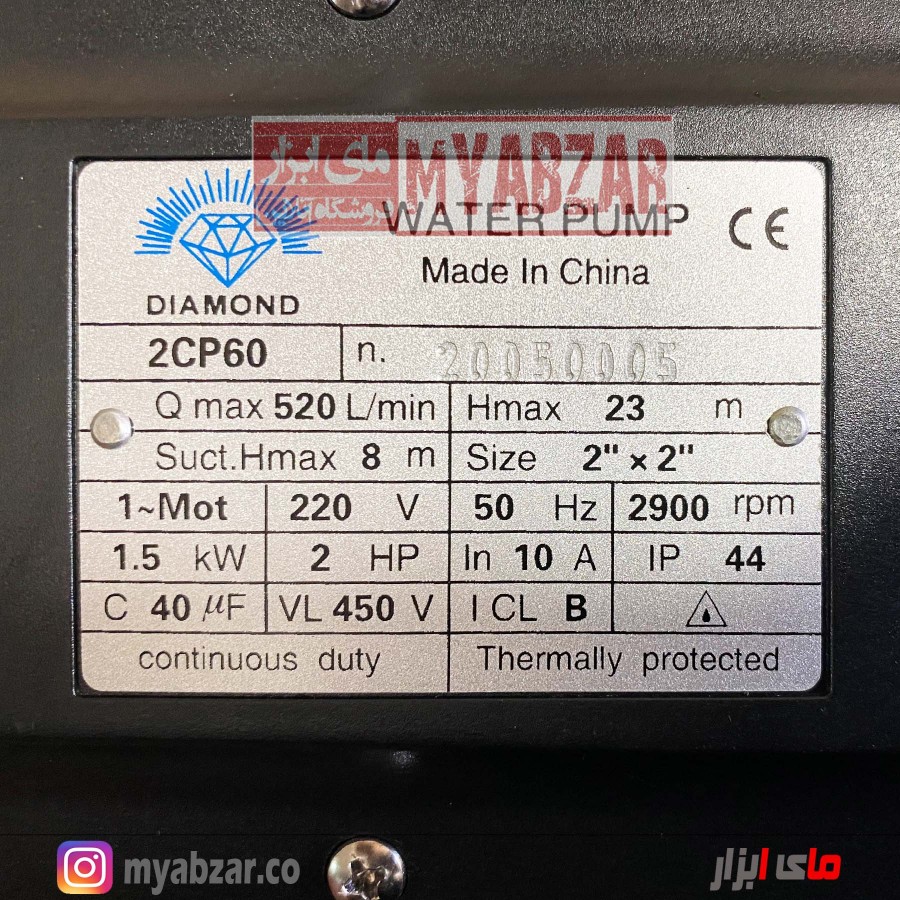 مای ابزار MYABZAR
WATER PUMP
CE
Made In China
DIAMOND
2CP60 n. 20050005
Q max 520 L/min Hmax 23 m
Suct.Hmax 8 m Size 2" x 2"
1~Mot 220 V 50 Hz 2900 rpm
1.5 kW 2 HP In 10 A IP 44
C 40 µF VL 450 V I CL B
continuous duty Thermally protected
myabzar.co مای ابزار